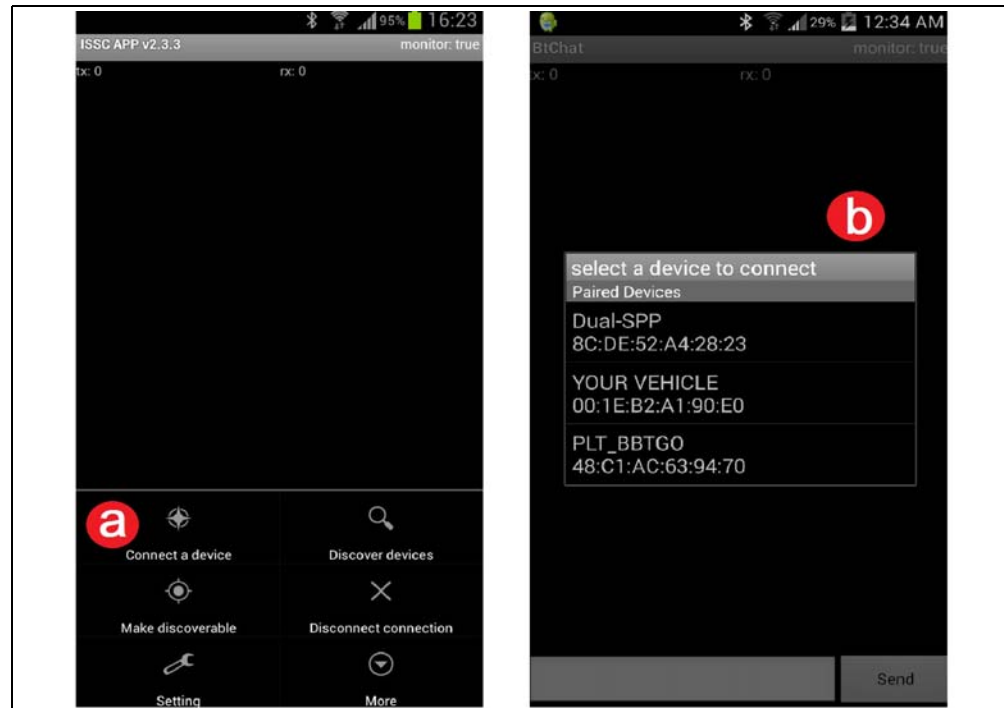 95% 16:23
ISSC APP v2.3.3 monitor: true
tx: 0 rx: 0
a
Connect a device Discover devices
Make discoverable Disconnect connection
Setting More
29% 12:34 AM
BtChat monitor: true
tx: 0 rx: 0
b
select a device to connect
Paired Devices
Dual-SPP
8C:DE:52:A4:28:23
YOUR VEHICLE
00:1E:B2:A1:90:E0
PLT_BBTGO
48:C1:AC:63:94:70
Send